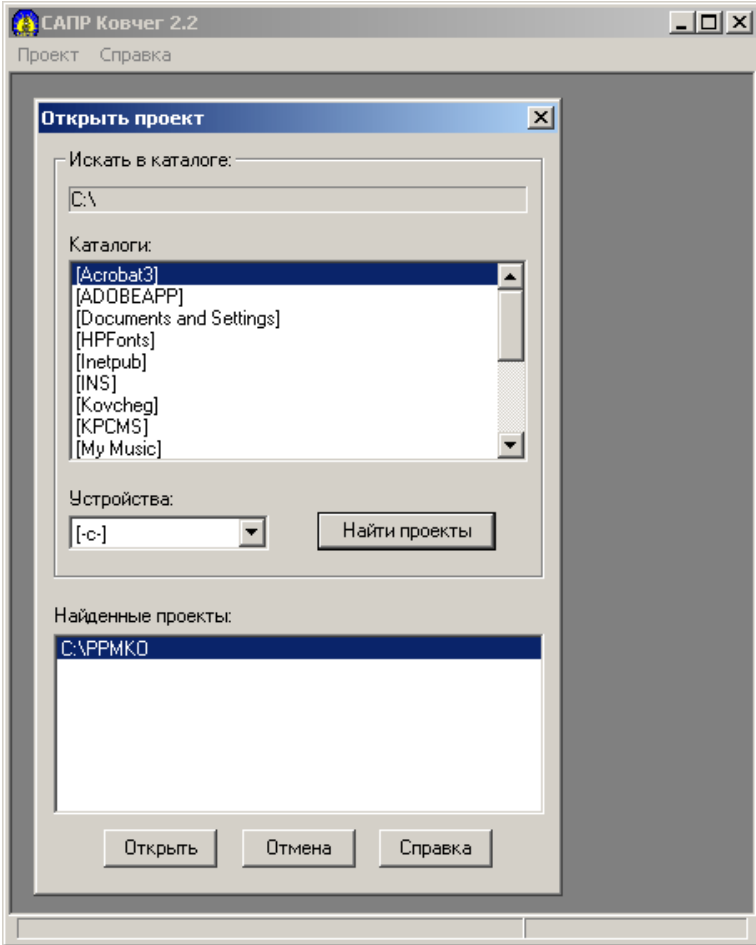 САПР Ковчег 2.2
Проект Справка
Открыть проект
Искать в каталоге:
C:\
Каталоги:
[Acrobat3]
[ADOBEAPP]
[Documents and Settings]
[HPFonts]
[Inetpub]
[INS]
[Kovcheg]
[KPCMS]
[My Music]
Устройства:
[-c-]
Найти проекты
Найденные проекты:
C:\PPMKO
Открыть Отмена Справка